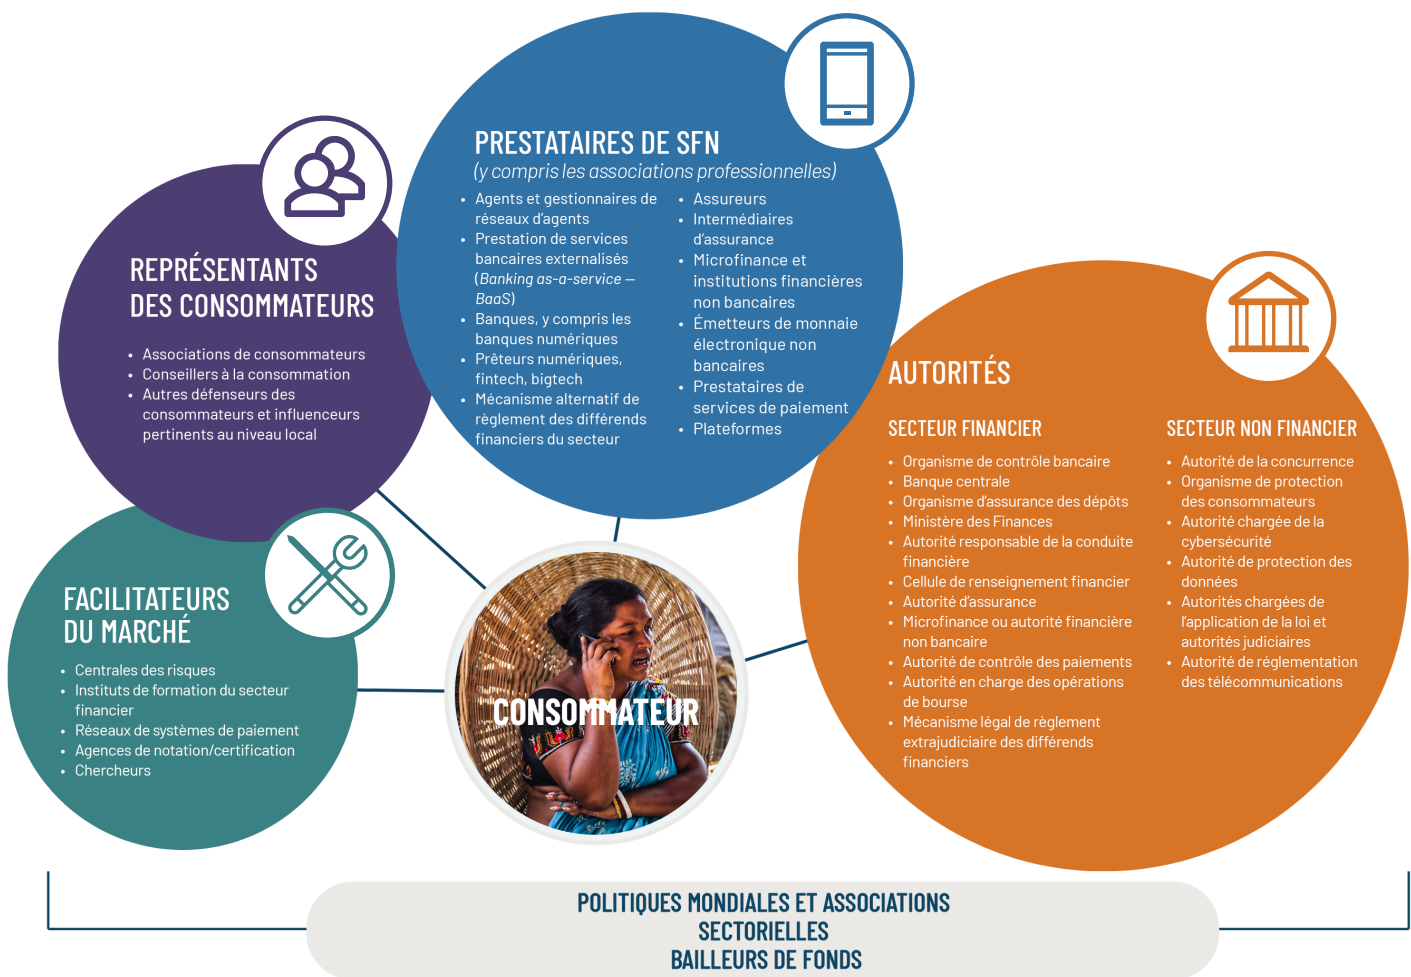 PRESTATAIRES DE SFN
(y compris les associations professionnelles)
• Agents et gestionnaires de
réseaux d'agents
• Prestation de services
bancaires externalisés
(Banking as-a-service —
BaaS)
• Banques, y compris les
banques numériques
• Prêteurs numériques,
fintech, bigtech
• Mécanisme alternatif de
règlement des différends
financiers du secteur
• Assureurs
• Intermédiaires
d'assurance
• Microfinance et
institutions financières
non bancaires
• Émetteurs de monnaie
électronique non
bancaires
• Prestataires de
services de paiement
• Plateformes
REPRÉSENTANTS
DES CONSOMMATEURS
• Associations de consommateurs
• Conseillers à la consommation
• Autres défenseurs des
consommateurs et influenceurs
pertinents au niveau local
AUTORITÉS
SECTEUR FINANCIER
• Organisme de contrôle bancaire
• Banque centrale
• Organisme d'assurance des dépôts
• Ministère des Finances
• Autorité responsable de la conduite
financière
• Cellule de renseignement financier
• Autorité d'assurance
• Microfinance ou autorité financière
non bancaire
• Autorité de contrôle des paiements
• Autorité en charge des opérations
de bourse
• Mécanisme légal de règlement
extrajudiciaire des différends
financiers
SECTEUR NON FINANCIER
• Autorité de la concurrence
• Organisme de protection
des consommateurs
• Autorité chargée de la
cybersécurité
• Autorité de protection des
données
• Autorités chargées de
l'application de la loi et
autorités judiciaires
• Autorité de réglementation
des télécommunications
FACILITATEURS
DU MARCHÉ
• Centrales des risques
• Instituts de formation du secteur
financier
• Réseaux de systèmes de paiement
• Agences de notation/certification
• Chercheurs
CONSOMMATEUR
POLITIQUES MONDIALES ET ASSOCIATIONS
SECTORIELLES
BAILLEURS DE FONDS